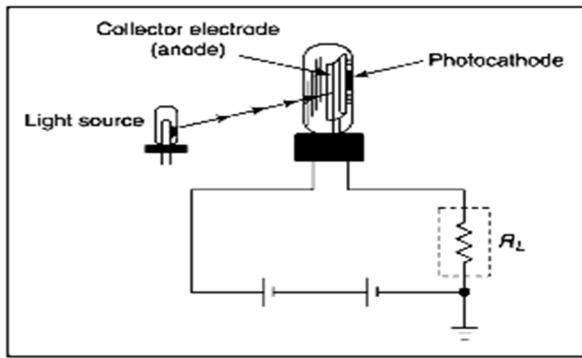 Collector electrode
(anode)
Photocathode
Light source
R_L